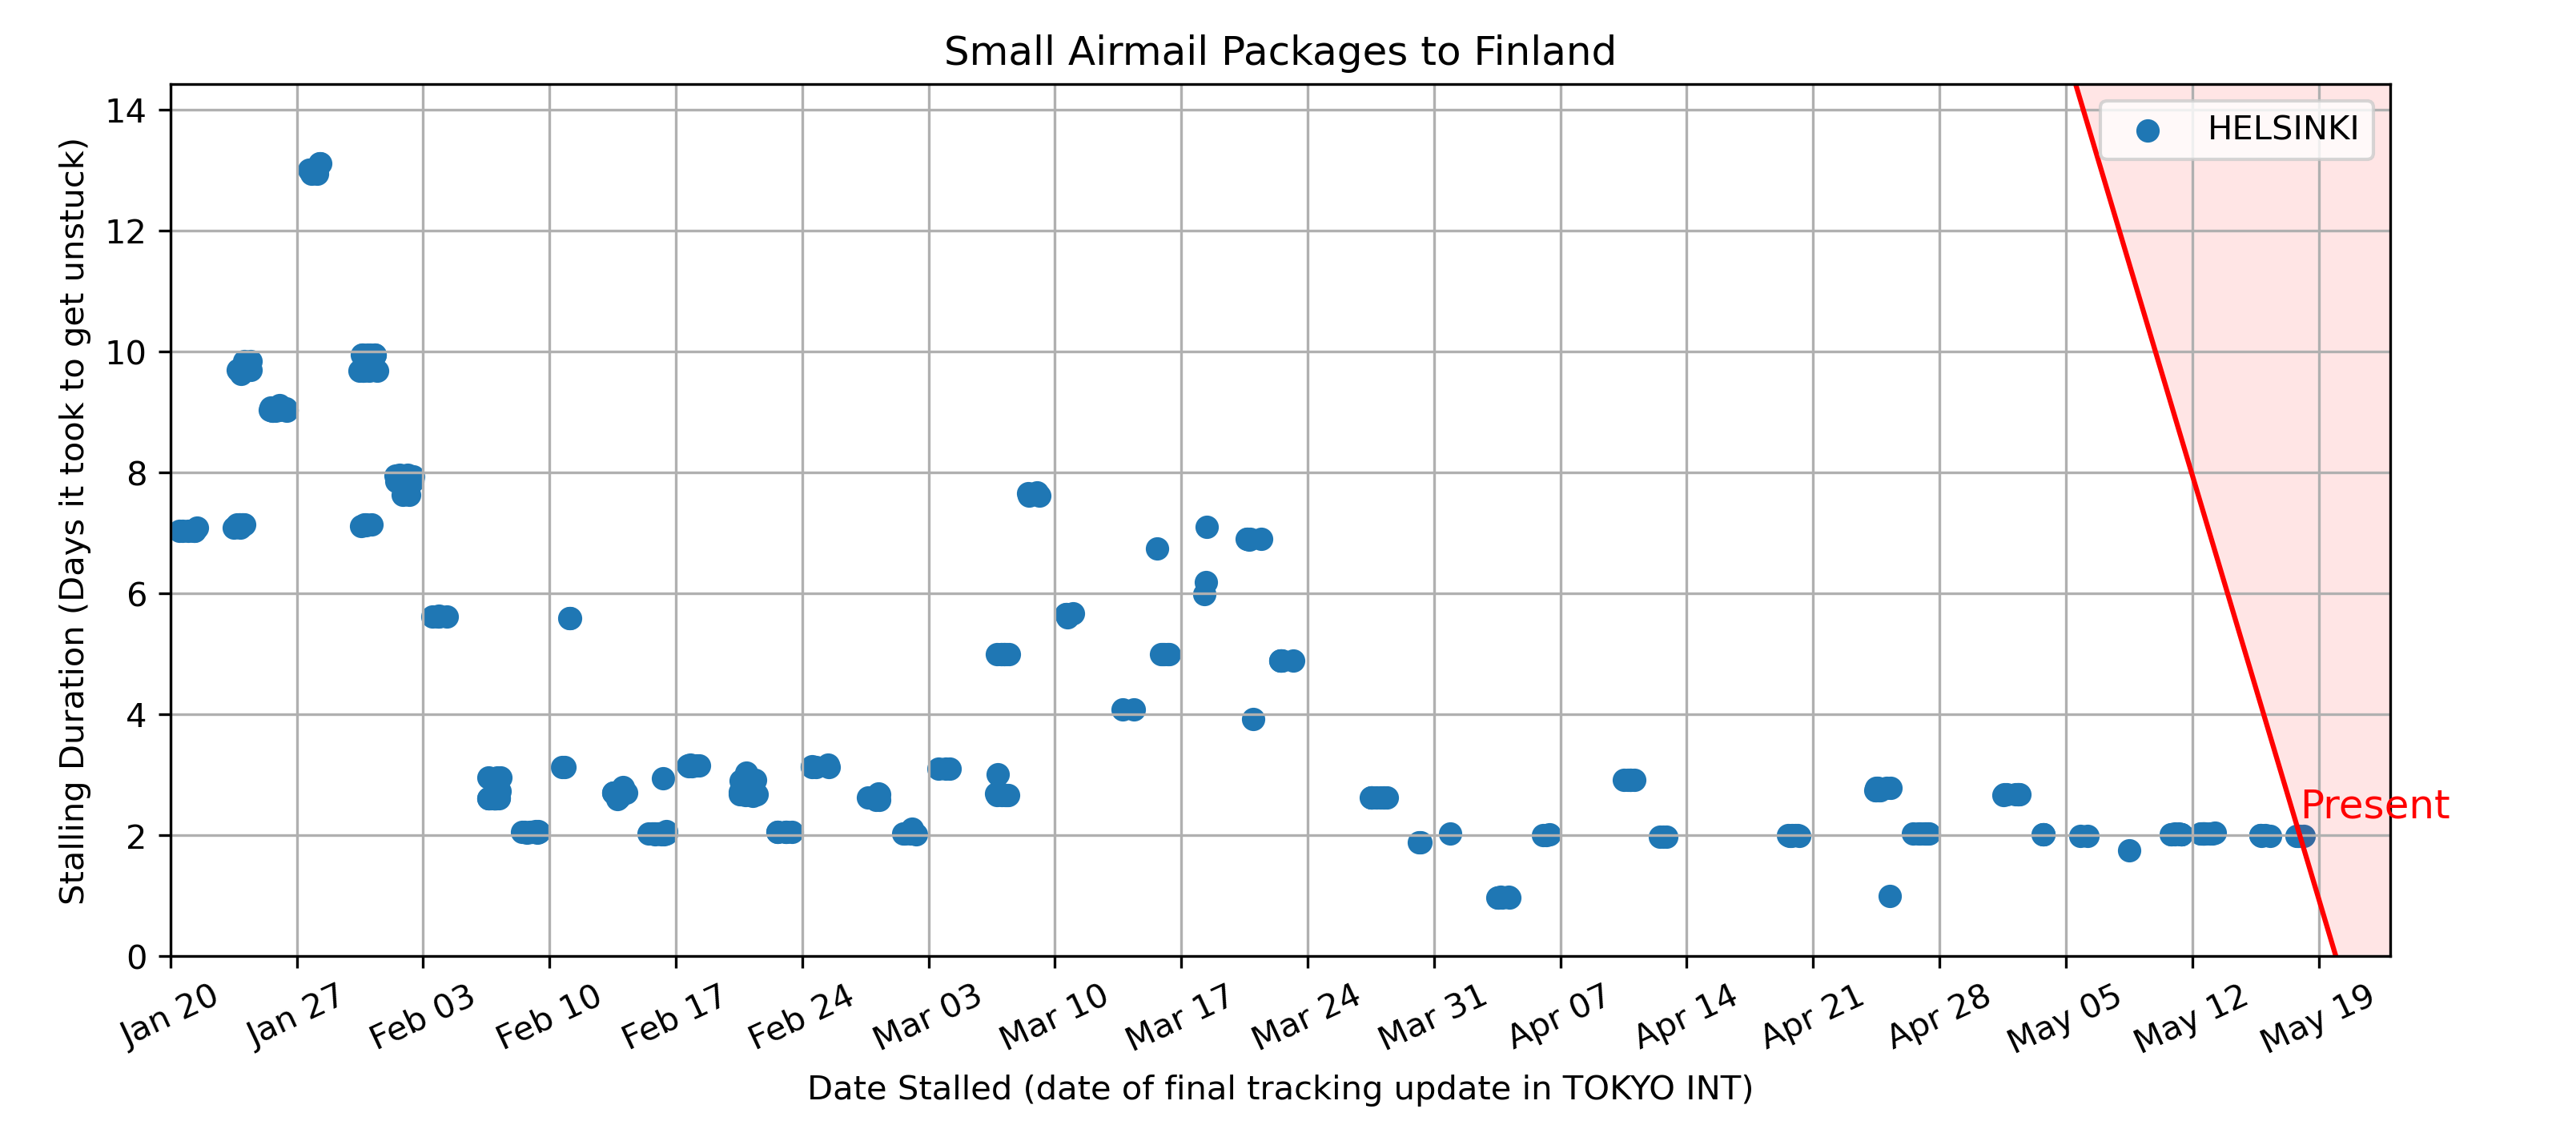 Small Airmail Packages to Finland
Stalling Duration (Days it took to get unstuck)
14
12
10
8
6
4
2
0
HELSINKI
Present
Jan 20
Jan 27
Feb 03
Feb 10
Feb 17
Feb 24
Mar 03
Mar 10
Mar 17
Mar 24
Mar 31
Apr 07
Apr 14
Apr 21
Apr 28
May 05
May 12
May 19
Date Stalled (date of final tracking update in TOKYO INT)